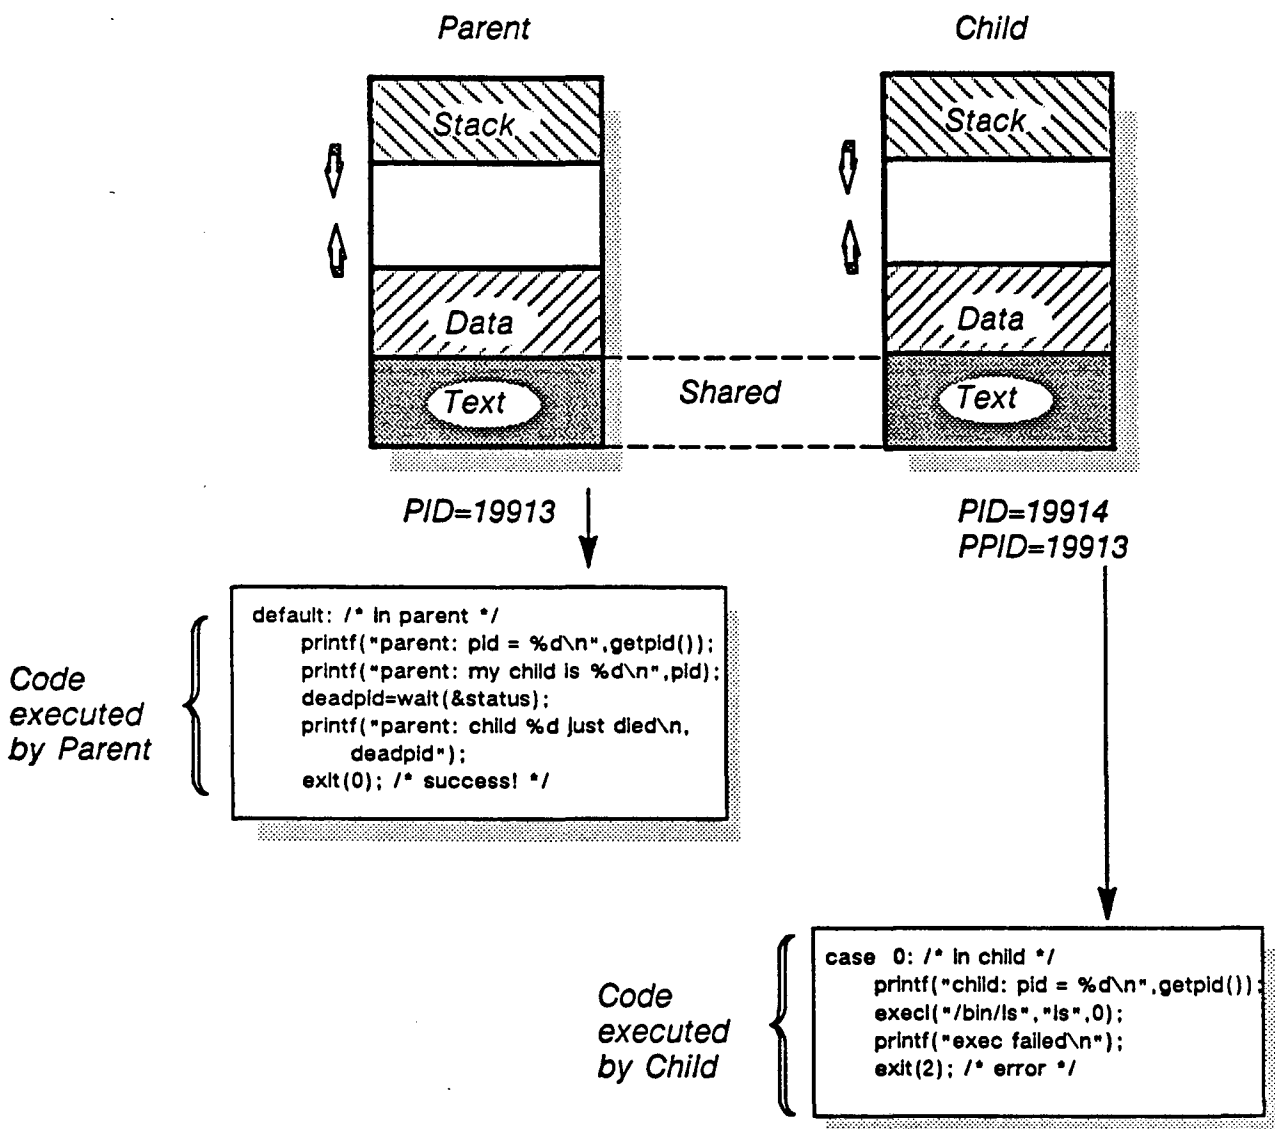 Parent
Child
Stack
Stack
Data
Data
Shared
Text
Text
PID=19913
PID=19914
PPID=19913
Code
executed
by Parent
default: /* in parent */
printf("parent: pid = %d\n",getpid());
printf("parent: my child is %d\n",pid);
deadpid=wait(&status);
printf("parent: child %d just died\n,
deadpid");
exit(0); /* success! */
Code
executed
by Child
case 0: /* in child */
printf("child: pid = %d\n",getpid());
execl("/bin/ls","ls",0);
printf("exec failed\n");
exit(2); /* error */